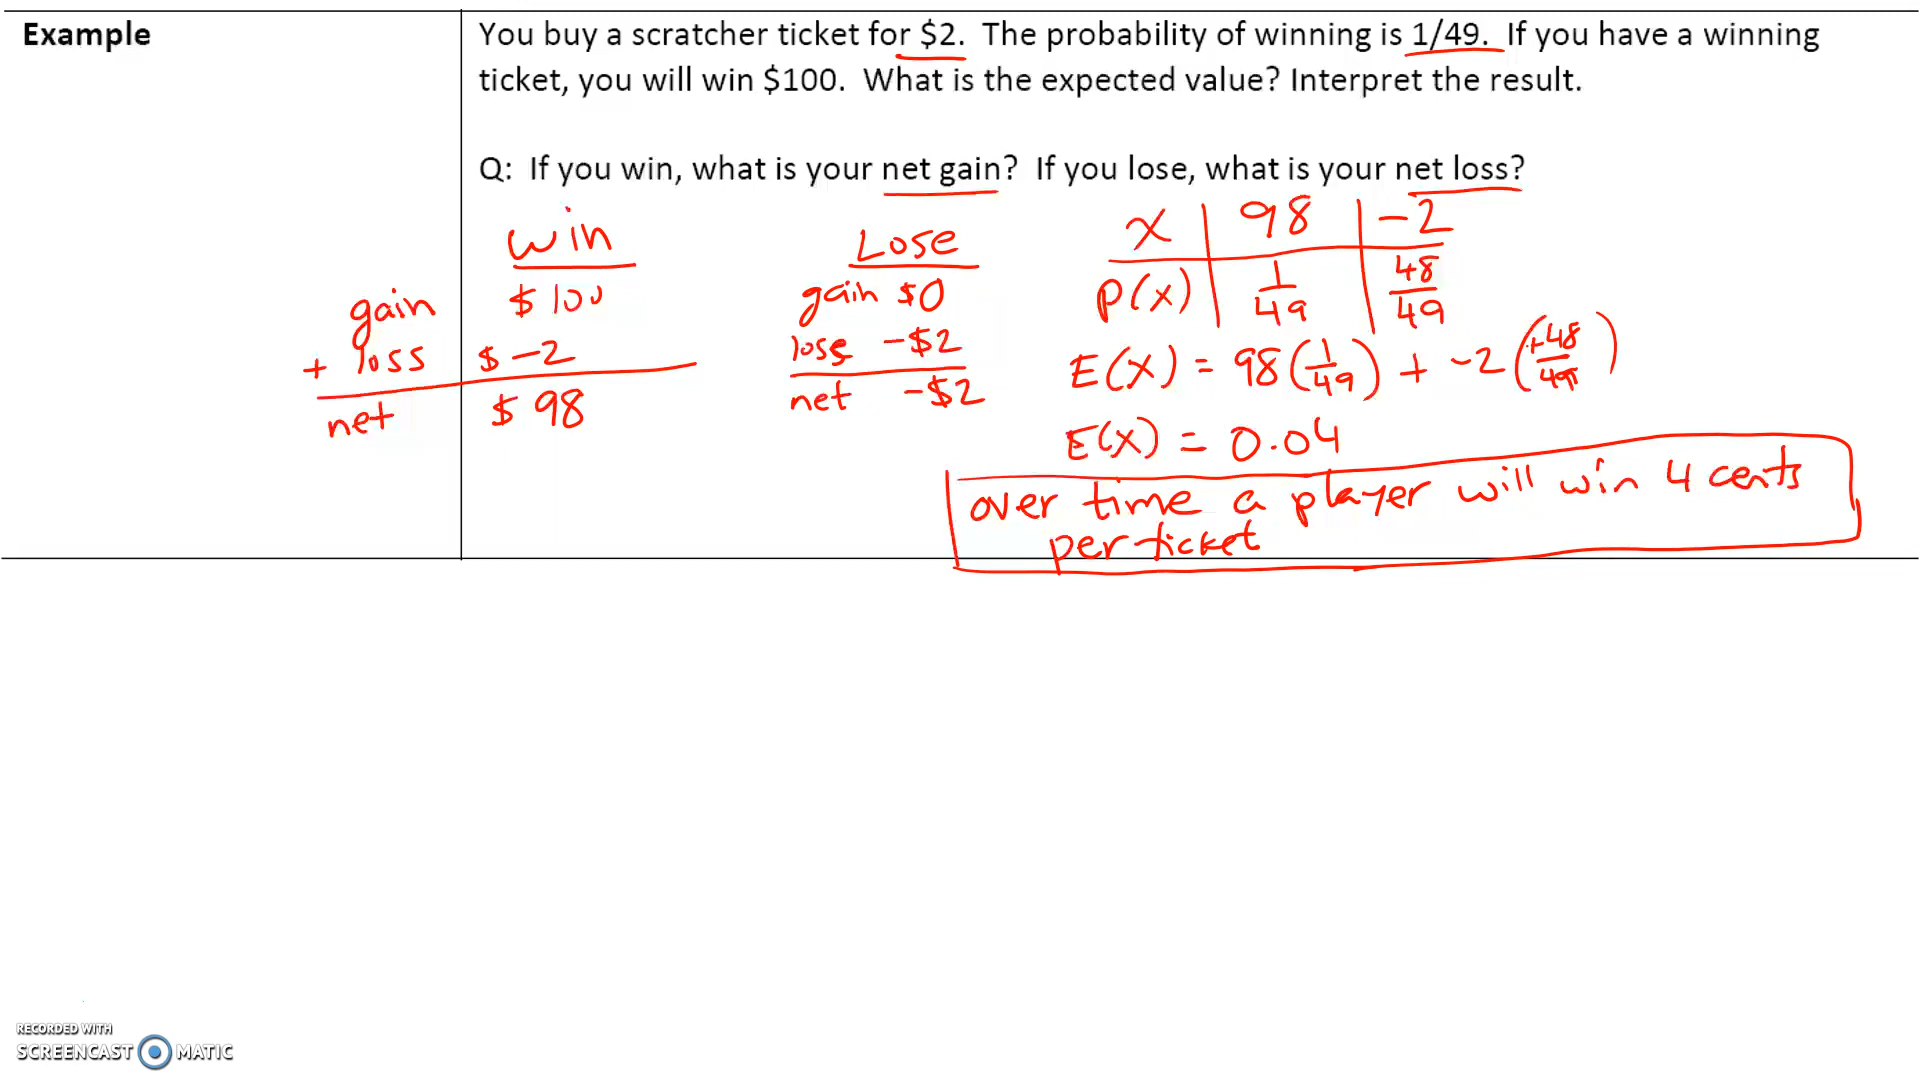 Example
You buy a scratcher ticket for $2. The probability of winning is 1/49. If you have a winning
ticket, you will win $100. What is the expected value? Interpret the result.
Q: If you win, what is your net gain? If you lose, what is your net loss?
win
gain $100
+ loss $ -2
net $ 98
Lose
gain $0
lose -$2
net -$2
x | 98 | -2
P(x) | 1/49 | 48/49
E(x) = 98(1/49) + -2(48/49)
E(x) = 0.04
over time a player will win 4 cents
per ticket
RECORDED WITH
SCREENCAST MATIC